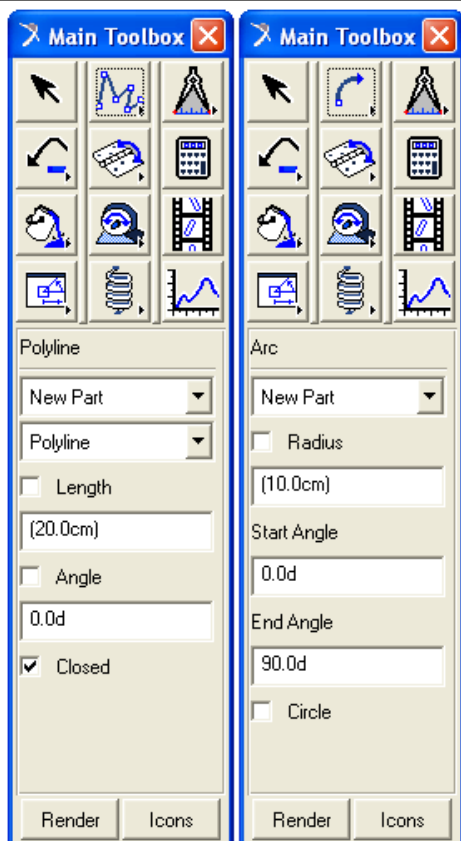 Main Toolbox
Polyline
New Part
Polyline
Length
(20.0cm)
Angle
0.0d
Closed
Render
Icons
Main Toolbox
Arc
New Part
Radius
(10.0cm)
Start Angle
0.0d
End Angle
90.0d
Circle
Render
Icons